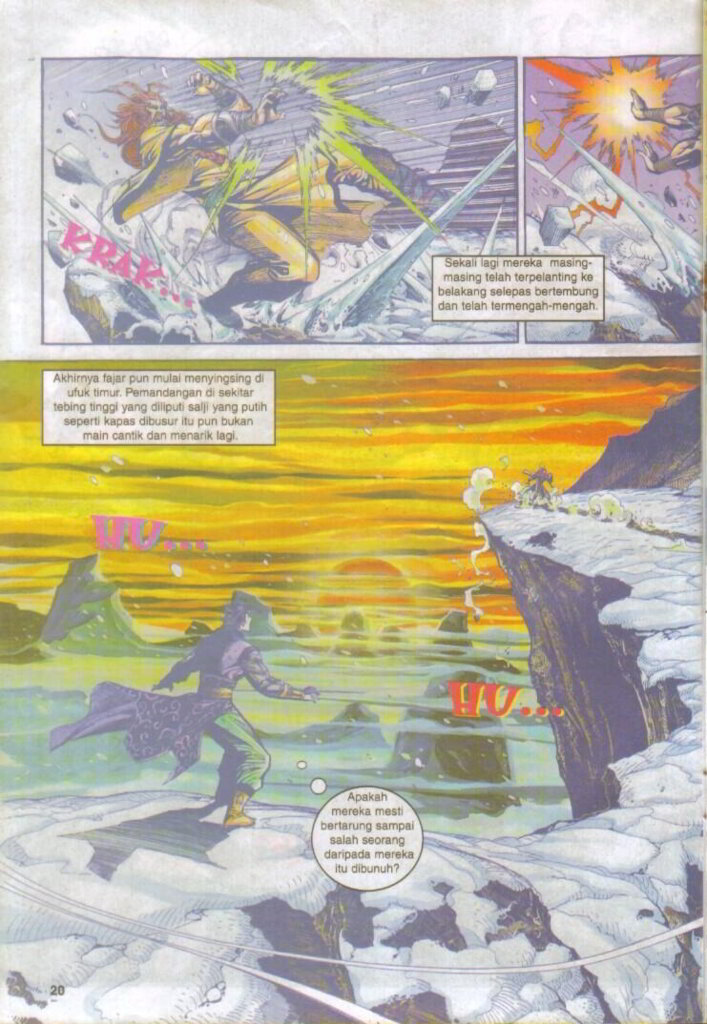 KRAK...
Sekali lagi mereka masing-
masing telah terpelanting ke
belakang selepas bertembung
dan telah termengah-mengah.
Akhirnya fajar pun mulai menyingsing di
ufuk timur. Pemandangan di sekitar
tebing tinggi yang diliputi salji yang putih
seperti kapas dibusur itu pun bukan
main cantik dan menarik lagi.
HU...
HU...
Apakah
mereka mesti
bertarung sampai
salah seorang
daripada mereka
itu dibunuh?
20